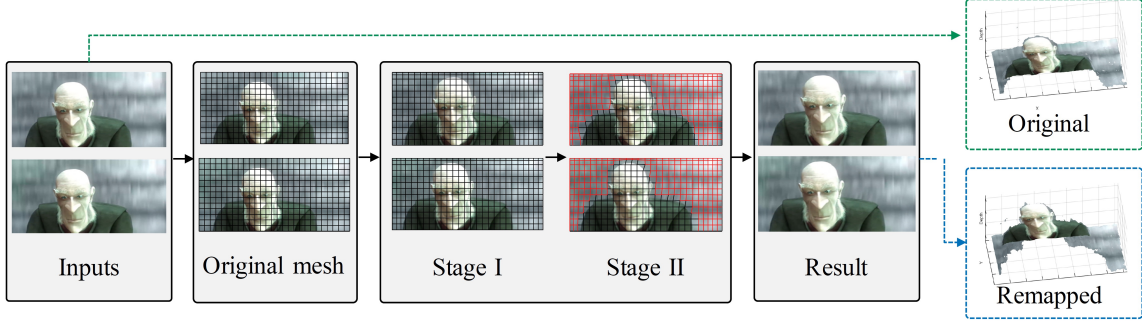 Inputs
Original mesh
Stage I
Stage II
Result
Original
Remapped